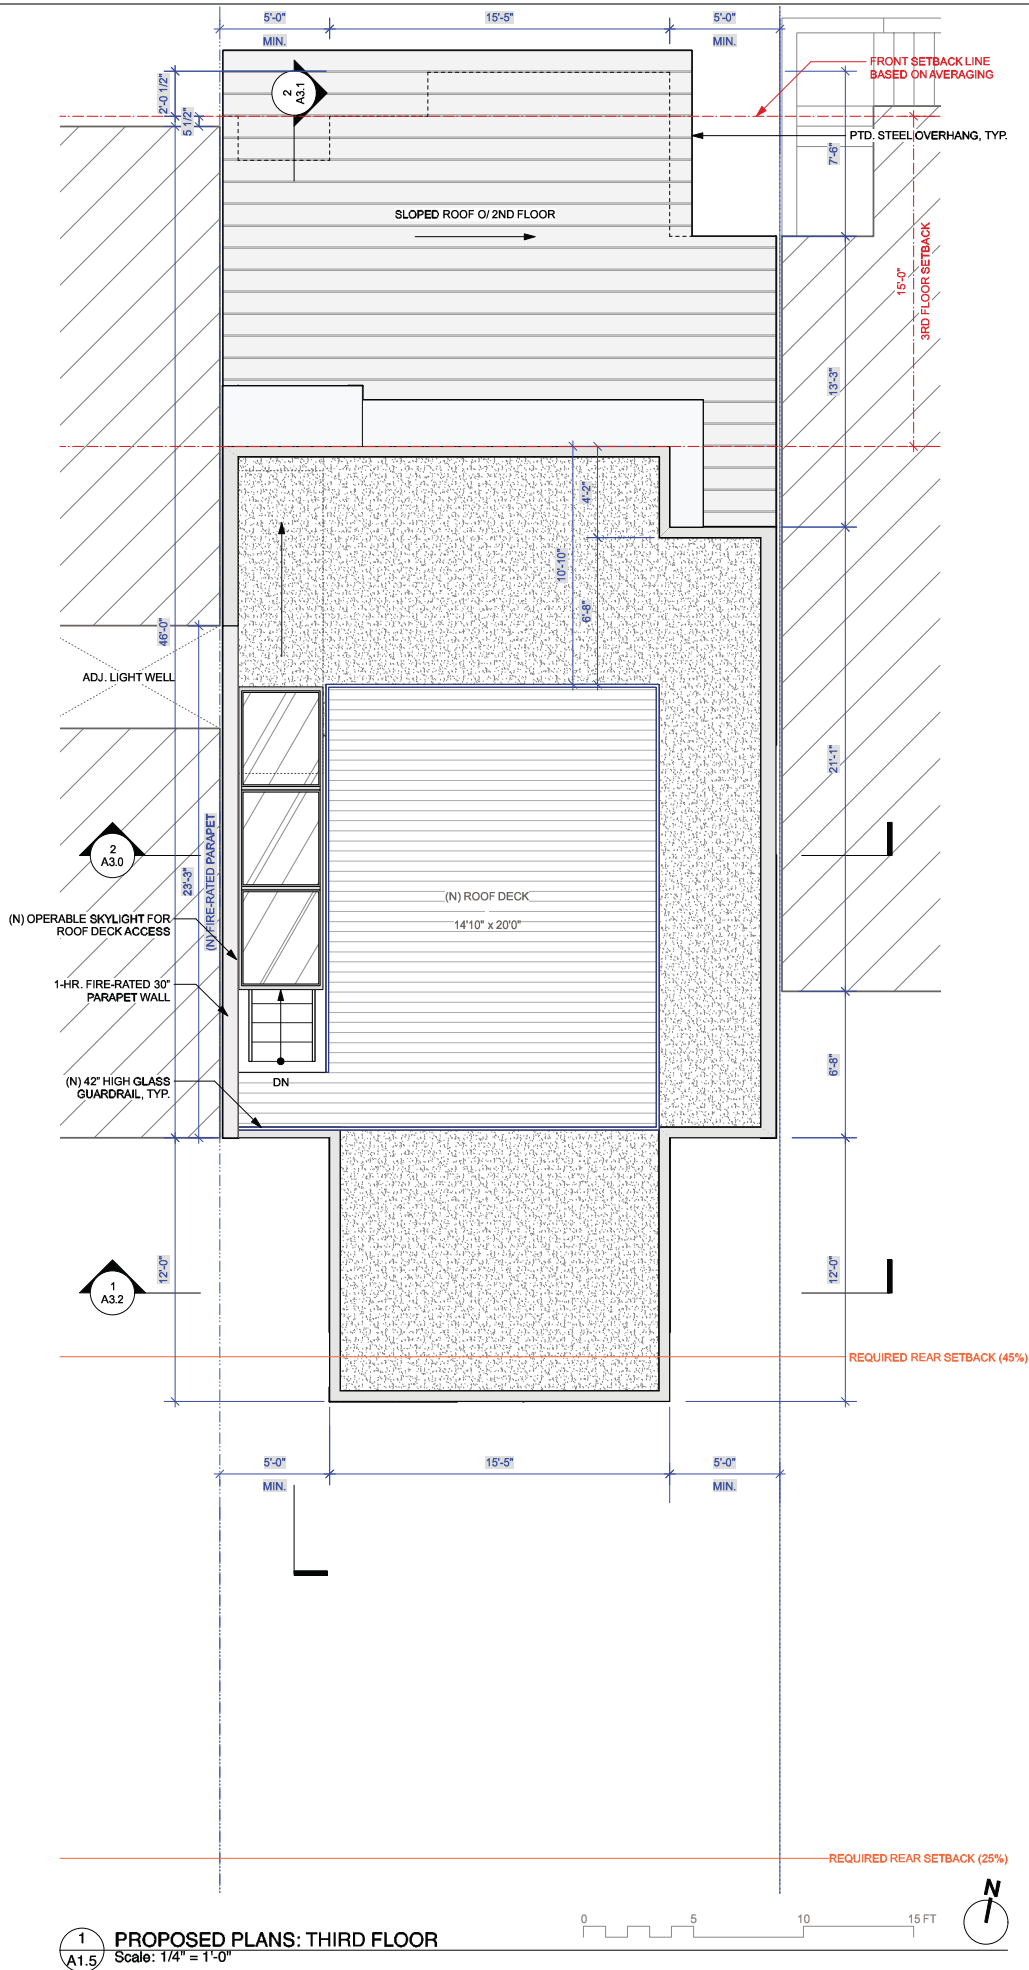 5'-0"
15'-5"
5'-0"
MIN.
MIN.
FRONT SETBACK LINE
BASED ON AVERAGING
2
A3.1
2'-0 1/2"
5 1/2"
PTD. STEEL OVERHANG, TYP.
7'-6"
SLOPED ROOF O/ 2ND FLOOR
15'-0"
3RD FLOOR SETBACK
13'-3"
4'-2"
10'-10"
6'-8"
46'-0"
ADJ. LIGHT WELL
21'-1"
2
A3.0
(N) FIRE-RATED PARAPET
23'-3"
(N) ROOF DECK
14'10" x 20'0"
(N) OPERABLE SKYLIGHT FOR
ROOF DECK ACCESS
1-HR. FIRE-RATED 30"
PARAPET WALL
6'-8"
(N) 42" HIGH GLASS
GUARDRAIL, TYP.
DN
12'-0"
12'-0"
1
A3.2
REQUIRED REAR SETBACK (45%)
5'-0"
15'-5"
5'-0"
MIN.
MIN.
REQUIRED REAR SETBACK (25%)
N
0 5 10 15 FT
1
A1.5
PROPOSED PLANS: THIRD FLOOR
Scale: 1/4" = 1'-0"